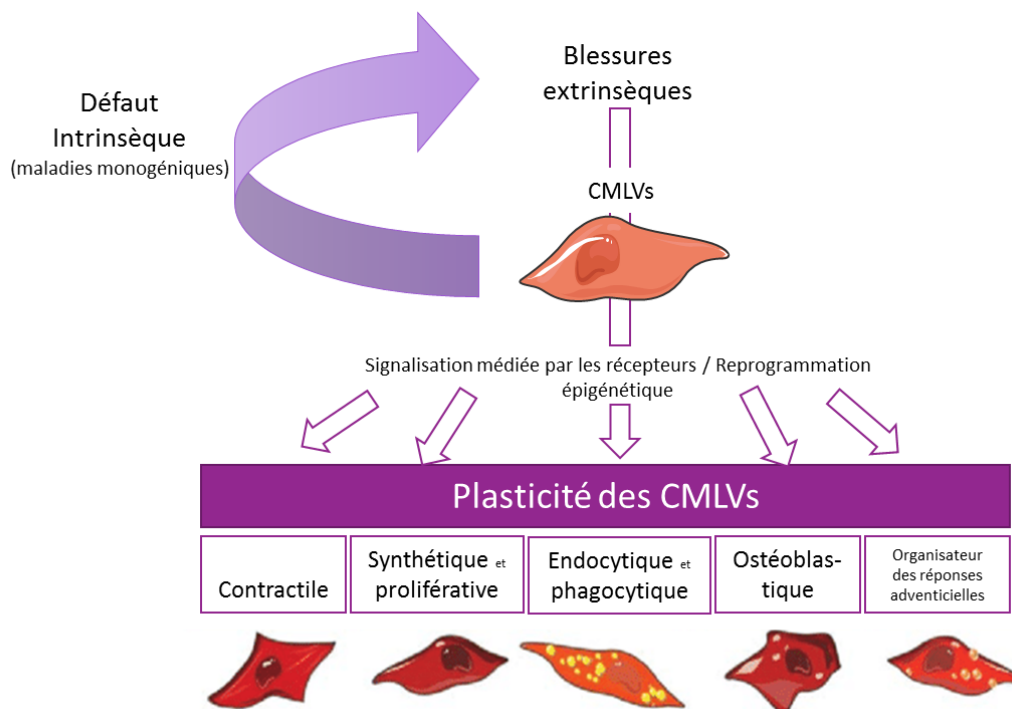 Blessures
extrinsèques
Défaut
Intrinsèque
(maladies monogéniques)
CMLVs
Signalisation médiée par les récepteurs / Reprogrammation
épigénétique
Plasticité des CMLVs
Contractile
Synthétique et
proliférative
Endocytique et
phagocytique
Ostéoblas-
tique
Organisateur
des réponses
adventicielles